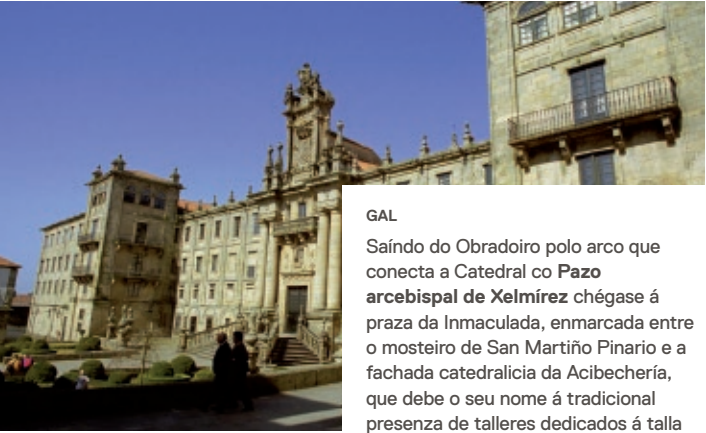 GAL
Saíndo do Obradoiro polo arco que
conecta a Catedral co Pazo
arcebispal de Xelmírez chégase á
praza da Inmaculada, enmarcada entre
o mosteiro de San Martiño Pinario e a
fachada catedralicia da Acibechería,
que debe o seu nome á tradicional
presenza de talleres dedicados á talla